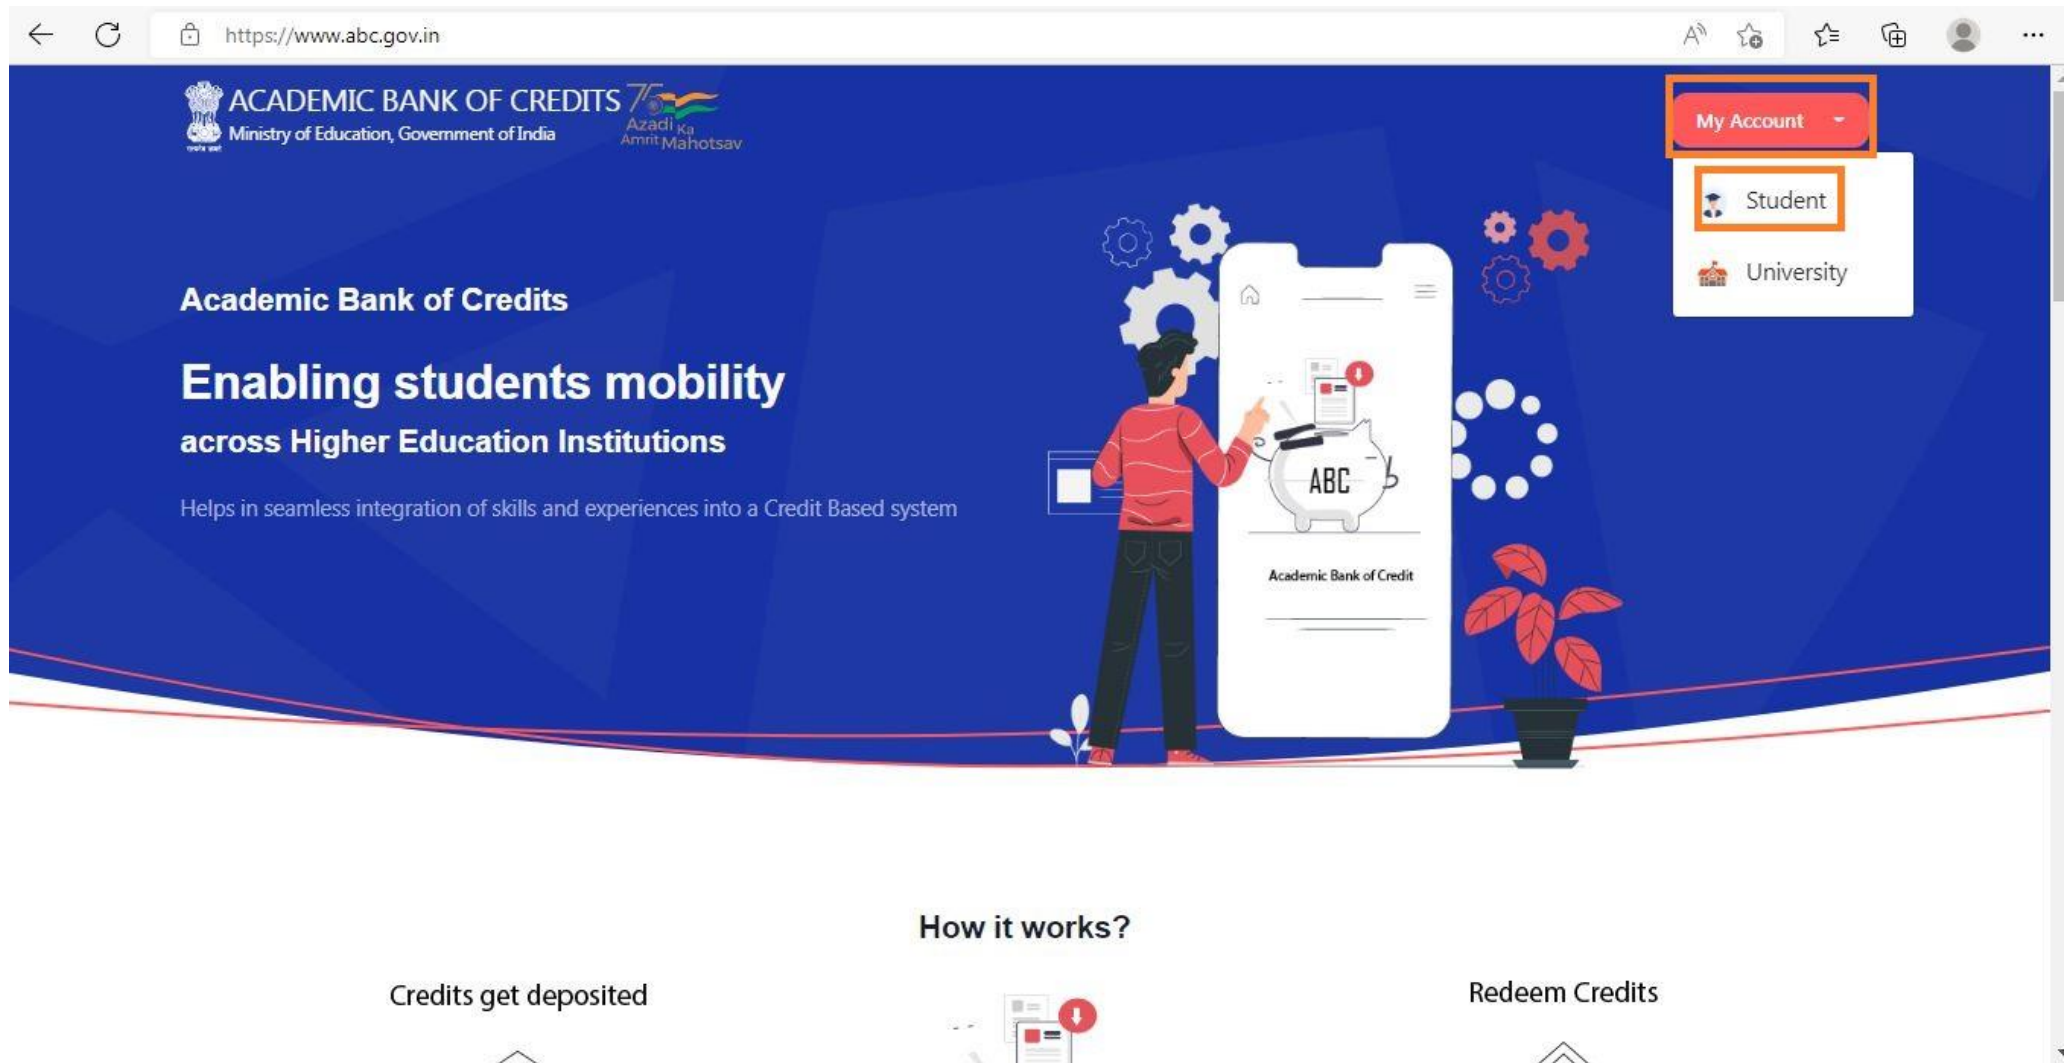 https://www.abc.gov.in
ACADEMIC BANK OF CREDITS
Ministry of Education, Government of India
75
Azadi Ka
Amrit Mahotsav
My Account
Student
University
Academic Bank of Credits
Enabling students mobility
across Higher Education Institutions
Helps in seamless integration of skills and experiences into a Credit Based system
ABC
Academic Bank of Credit
How it works?
Credits get deposited
Redeem Credits